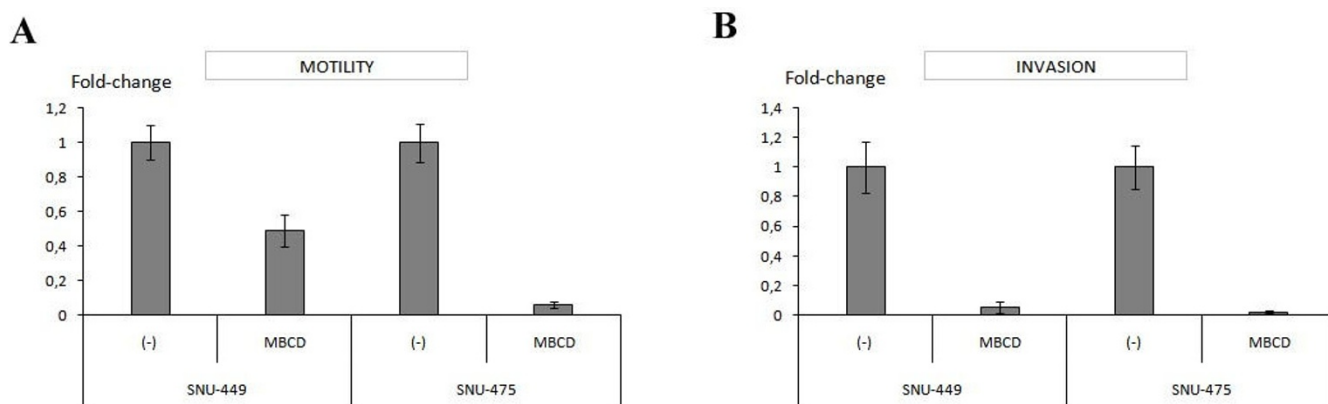 A
MOTILITY
Fold-change
1,2
1
0,8
0,6
0,4
0,2
0
(-) MBCD (-) MBCD
SNU-449 SNU-475
B
INVASION
Fold-change
1,4
1,2
1
0,8
0,6
0,4
0,2
0
(-) MBCD (-) MBCD
SNU-449 SNU-475